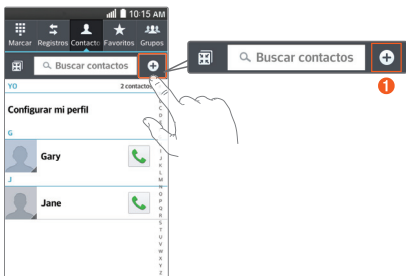 10:15 AM
Marcar Registros Contacto Favoritos Grupos
Buscar contactos
Buscar contactos
1
YO 2 contactos
Configurar mi perfil
G
Gary
J
Jane
C
D
I
J
K
L
M
N
O
P
Q
R
S
T
U
V
W
X
Y
Z